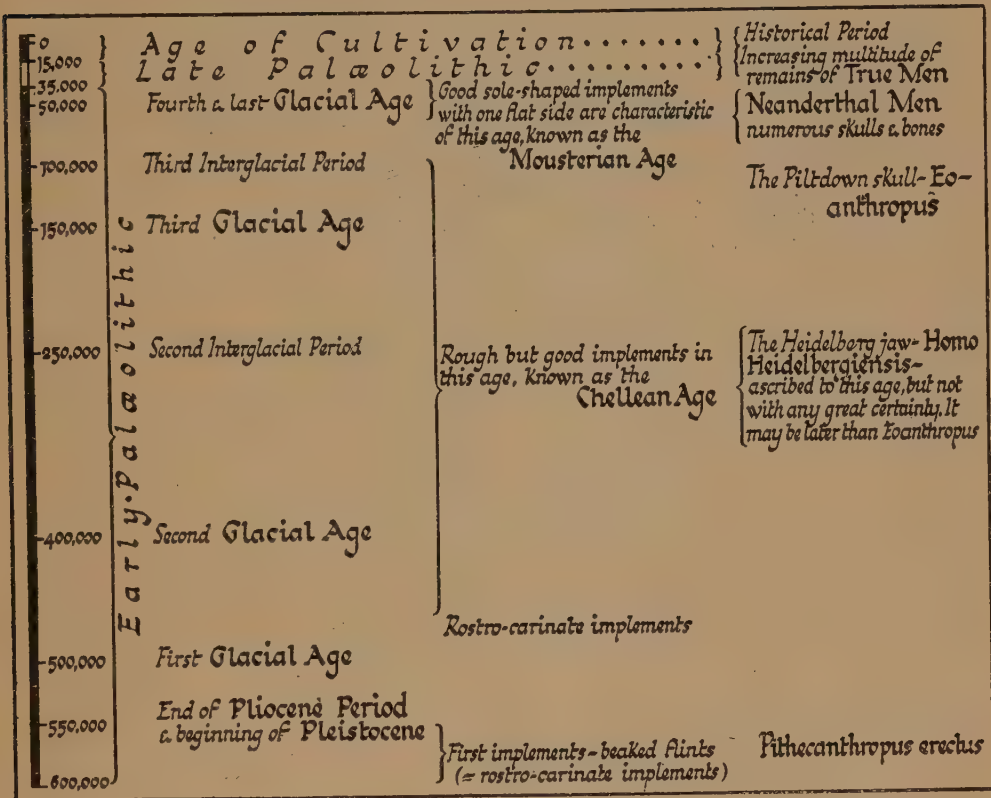 0
Age of Cultivation.......
Historical Period
Increasing multitude of
remains of True Men
15,000
Late Palæolithic.........
35,000
50,000
Fourth & last Glacial Age
Good sole-shaped implements
with one flat side are characteristic
of this age, known as the
Mousterian Age
Neanderthal Men
numerous skulls & bones
100,000
Third Interglacial Period
The Piltdown skull-Eo-
anthropus
150,000
Third Glacial Age
Early·Palæolithic
250,000
Second Interglacial Period
Rough but good implements in
this age, known as the
Chellean Age
The Heidelberg jaw-Homo
Heidelbergiensis-
ascribed to this age, but not
with any great certainty. It
may be later than Eoanthropus
400,000
Second Glacial Age
Rostro-carinate implements
500,000
First Glacial Age
550,000
End of Pliocene Period
& beginning of Pleistocene
First implements-beaked flints
(= rostro-carinate implements)
Pithecanthropus erectus
600,000